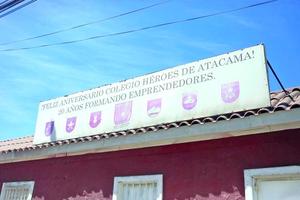 ¡FELIZ ANIVERSARIO COLEGIO HÉROES DE ATACAMA!
20 AÑOS FORMANDO EMPRENDEDORES.